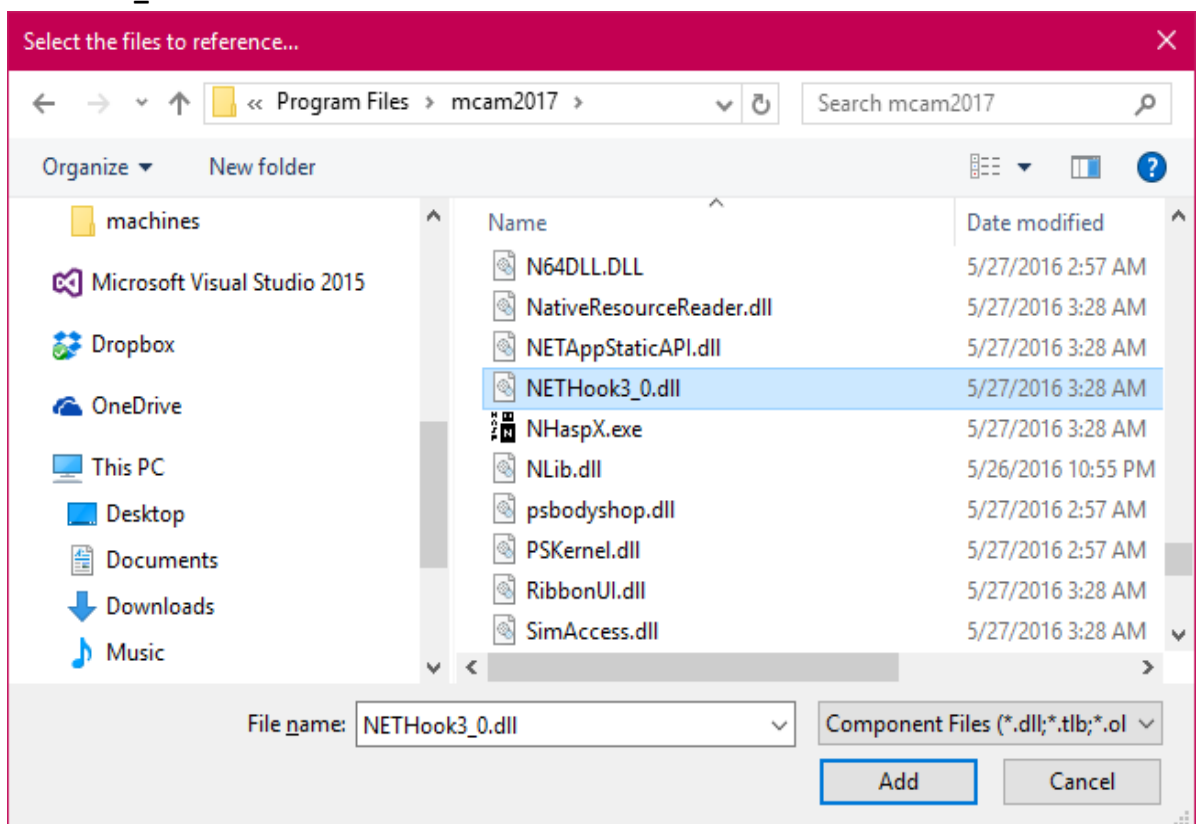 Select the files to reference...
« Program Files > mcam2017 >
Search mcam2017
Organize
New folder
machines
Microsoft Visual Studio 2015
Dropbox
OneDrive
This PC
Desktop
Documents
Downloads
Music
Name Date modified
N64DLL.DLL 5/27/2016 2:57 AM
NativeResourceReader.dll 5/27/2016 3:28 AM
NETAppStaticAPI.dll 5/27/2016 3:28 AM
NETHook3_0.dll 5/27/2016 3:28 AM
NHaspX.exe 5/27/2016 3:28 AM
NLib.dll 5/26/2016 10:55 PM
psbodyshop.dll 5/27/2016 2:57 AM
PSKernel.dll 5/27/2016 2:57 AM
RibbonUI.dll 5/27/2016 3:28 AM
SimAccess.dll 5/27/2016 3:28 AM
File name: NETHook3_0.dll
Component Files (*.dll;*.tlb;*.ol
Add
Cancel